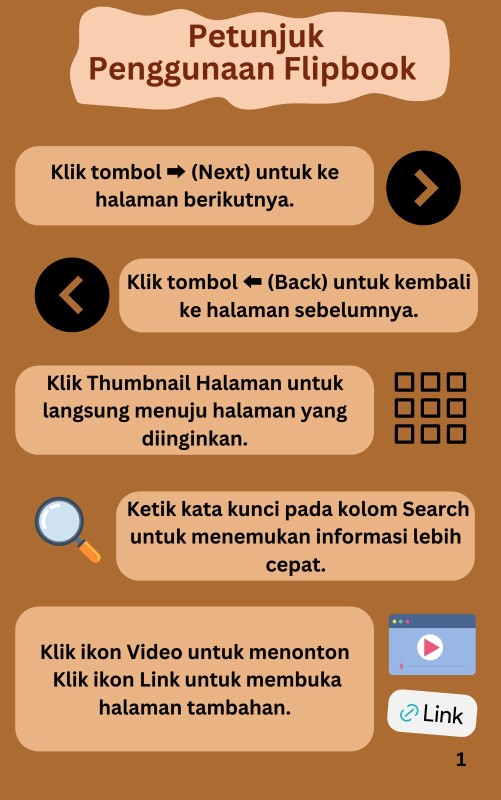 Petunjuk
Penggunaan Flipbook
Klik tombol ➡ (Next) untuk ke
halaman berikutnya.
Klik tombol ⬅ (Back) untuk kembali
ke halaman sebelumnya.
Klik Thumbnail Halaman untuk
langsung menuju halaman yang
diinginkan.
Ketik kata kunci pada kolom Search
untuk menemukan informasi lebih
cepat.
Klik ikon Video untuk menonton
Klik ikon Link untuk membuka
halaman tambahan.
Link
1